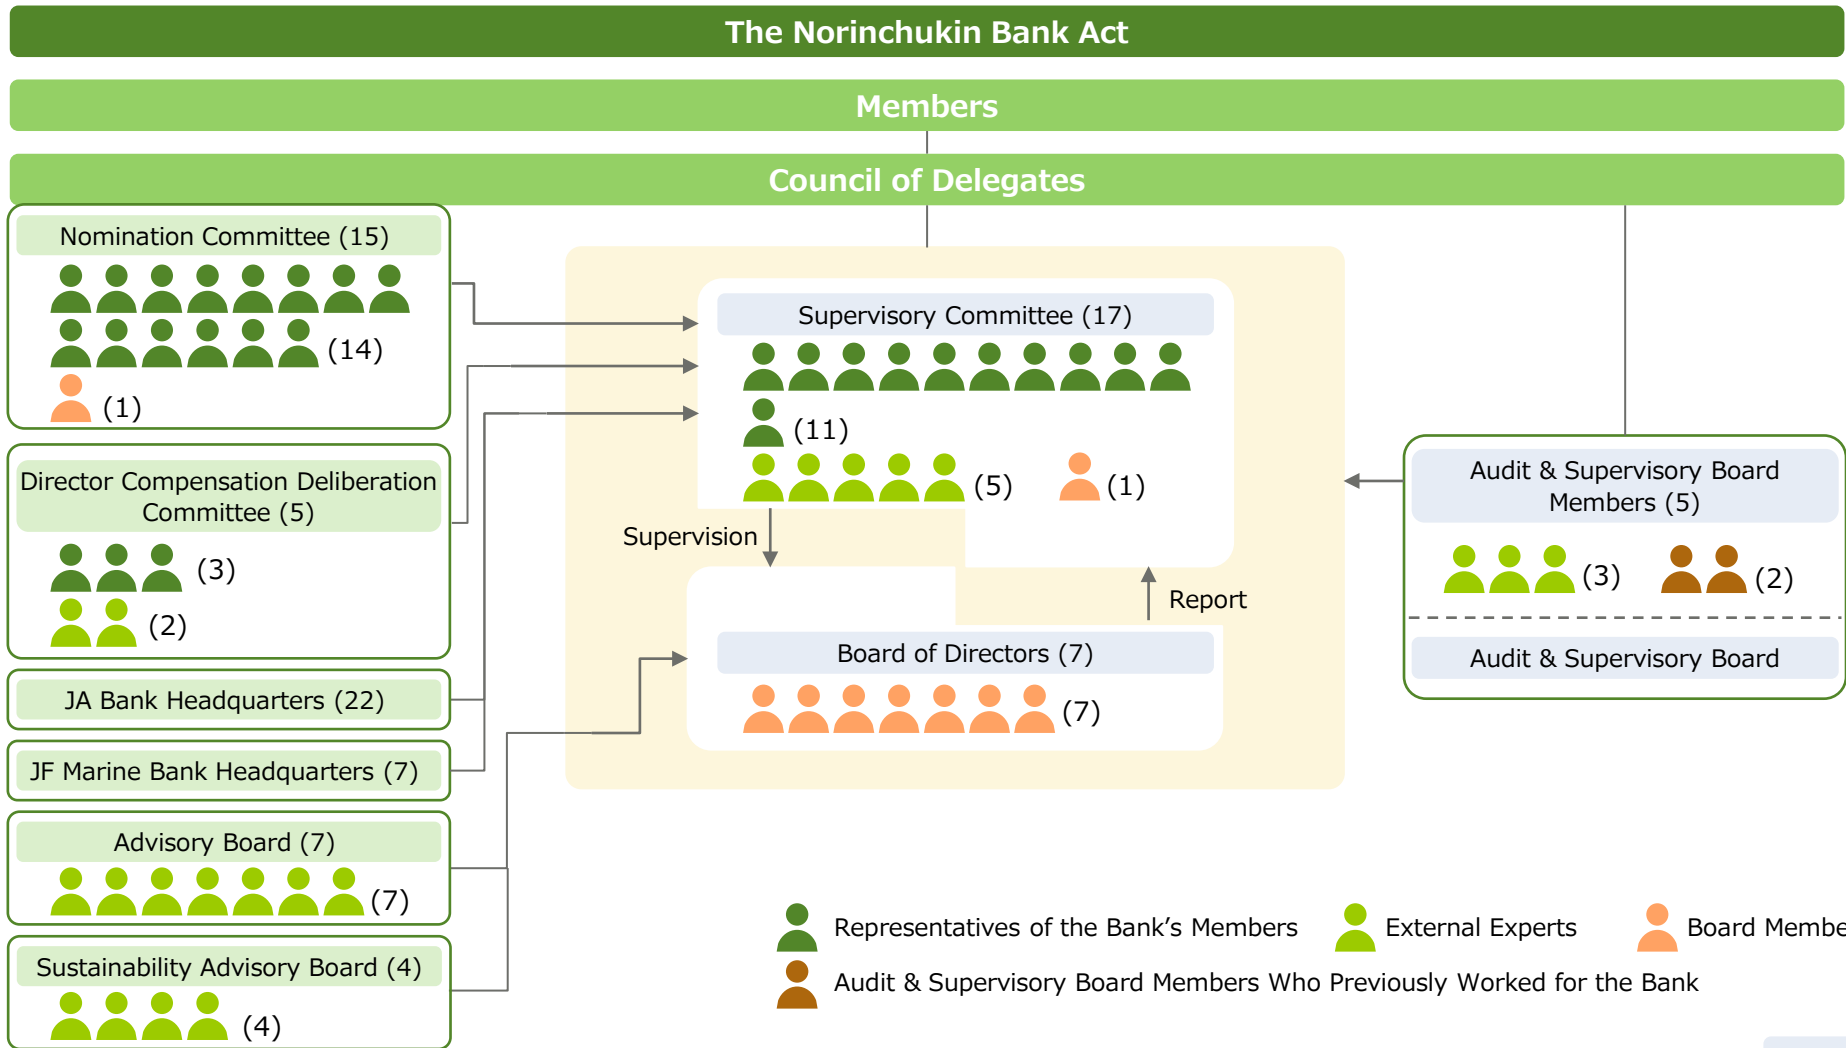 The Norinchukin Bank Act
Members
Council of Delegates
Nomination Committee (15)
(14)
(1)
Director Compensation Deliberation
Committee (5)
(3)
(2)
JA Bank Headquarters (22)
JF Marine Bank Headquarters (7)
Advisory Board (7)
(7)
Sustainability Advisory Board (4)
(4)
Supervisory Committee (17)
(11)
(5)
(1)
Supervision
Report
Board of Directors (7)
(7)
Audit & Supervisory Board
Members (5)
(3)
(2)
Audit & Supervisory Board
Representatives of the Bank’s Members
External Experts
Board Membe
Audit & Supervisory Board Members Who Previously Worked for the Bank